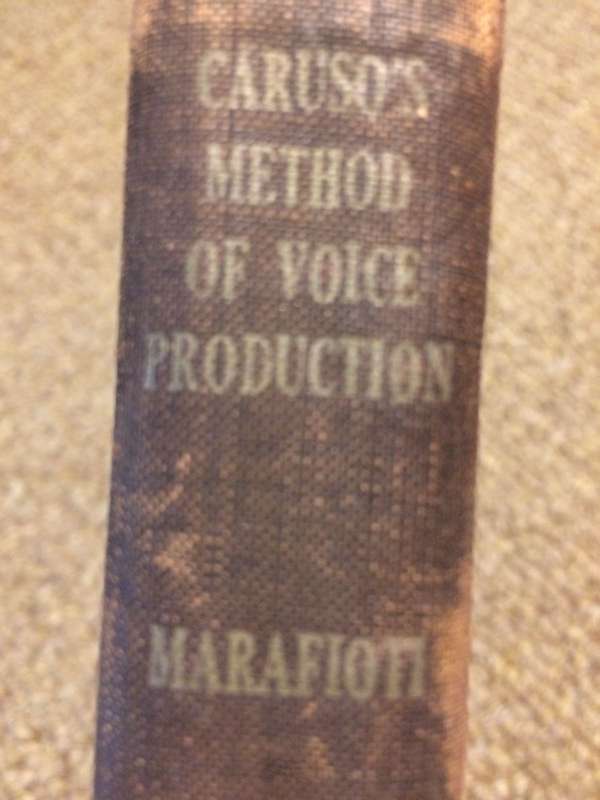 CARUSO'S
METHOD
OF VOICE
PRODUCTION
MARAFIOTI